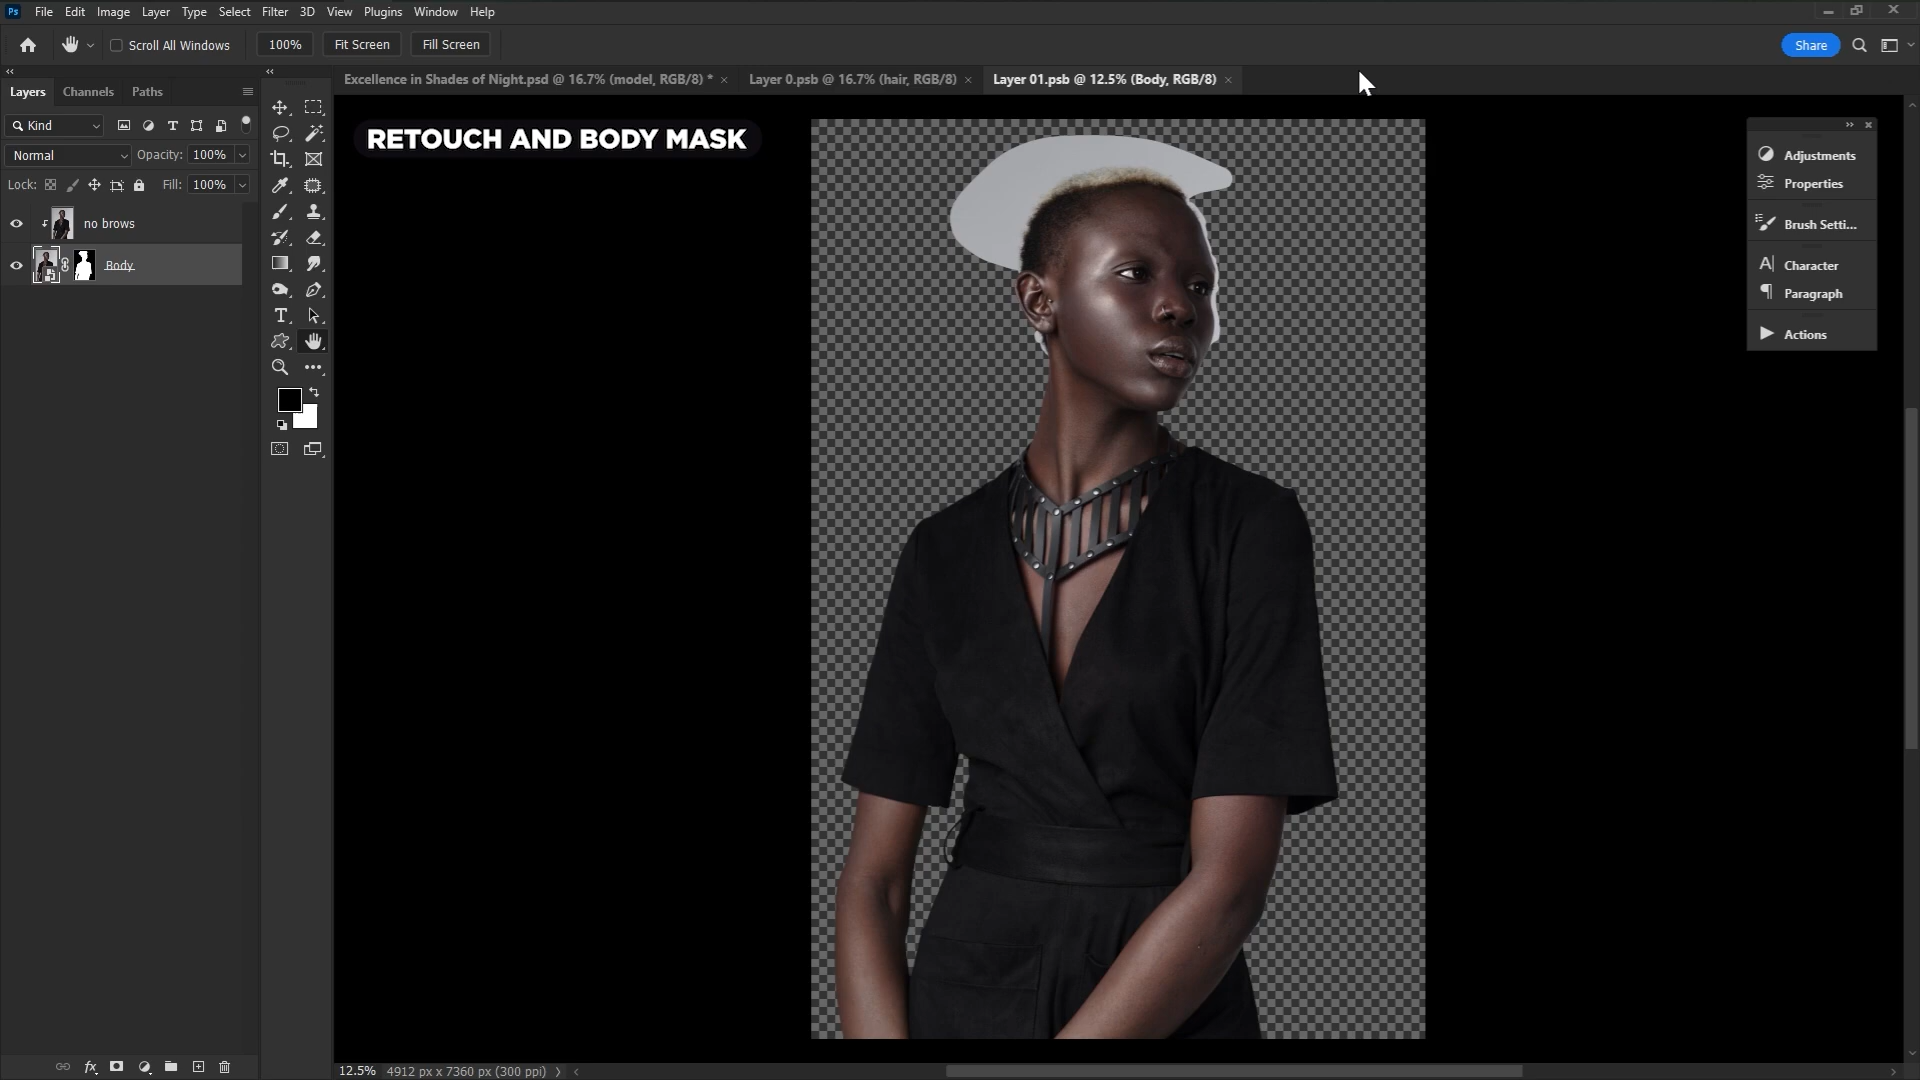 Ps File Edit Image Layer Type Select Filter 3D View Plugins Window Help
Scroll All Windows 100% Fit Screen Fill Screen Share
Excellence in Shades of Night.psd @ 16.7% (model, RGB/8) * × Layer 0.psb @ 16.7% (hair, RGB/8) × Layer 01.psb @ 12.5% (Body, RGB/8) ×
Layers Channels Paths
Kind
Normal Opacity: 100%
Lock: Fill: 100%
no brows
Body
RETOUCH AND BODY MASK
Adjustments
Properties
Brush Setti...
Character
Paragraph
Actions
fx
12.5% 4912 px x 7360 px (300 ppi)